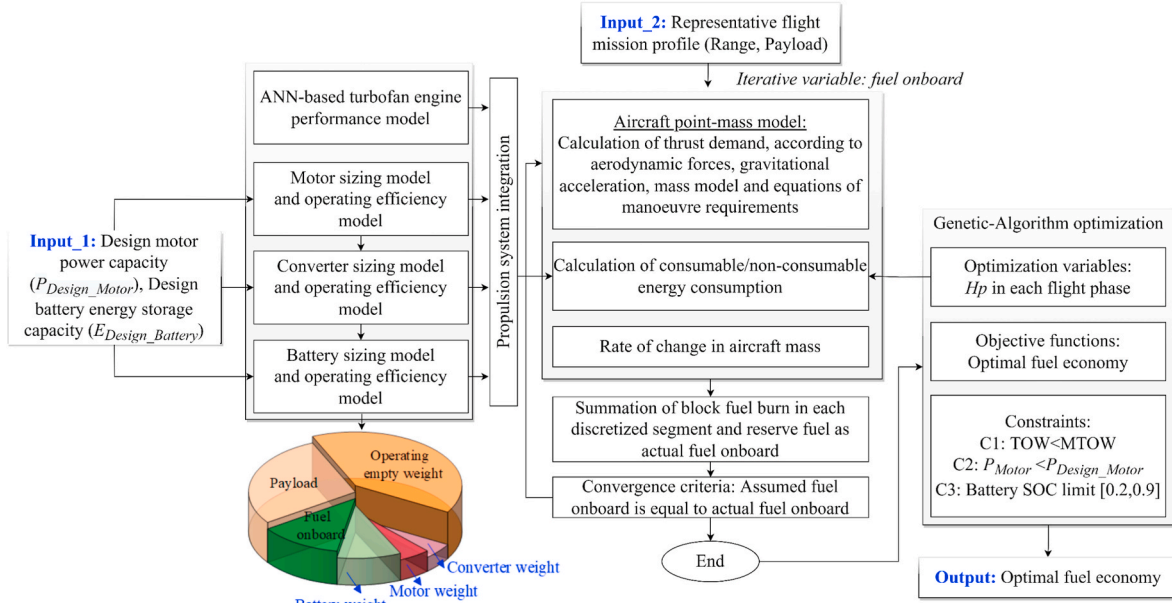 Input_2: Representative flight
mission profile (Range, Payload)
Iterative variable: fuel onboard
ANN-based turbofan engine
performance model
Motor sizing model
and operating efficiency
model
Converter sizing model
and operating efficiency
model
Battery sizing model
and operating efficiency
model
Input_1: Design motor
power capacity
(P_Design_Motor), Design
battery energy storage
capacity (E_Design_Battery)
Propulsion system integration
Aircraft point-mass model:
Calculation of thrust demand, according to
aerodynamic forces, gravitational
acceleration, mass model and equations of
manoeuvre requirements
Calculation of consumable/non-consumable
energy consumption
Rate of change in aircraft mass
Summation of block fuel burn in each
discretized segment and reserve fuel as
actual fuel onboard
Convergence criteria: Assumed fuel
onboard is equal to actual fuel onboard
End
Genetic-Algorithm optimization
Optimization variables:
Hp in each flight phase
Objective functions:
Optimal fuel economy
Constraints:
C1: TOW<MTOW
C2: P_Motor <P_Design_Motor
C3: Battery SOC limit [0.2,0.9]
Output: Optimal fuel economy
Operating
empty weight
Payload
Fuel
onboard
Converter weight
Motor weight
Battery weight